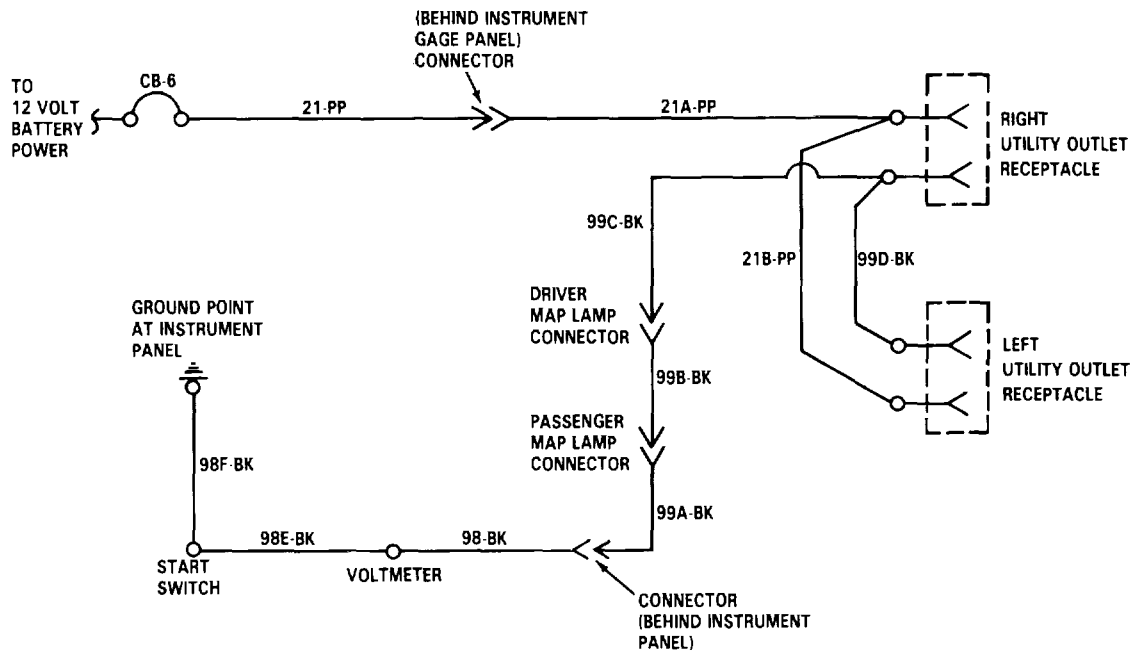 (BEHIND INSTRUMENT
GAGE PANEL)
CONNECTOR
TO
12 VOLT
BATTERY
POWER
CB-6
21-PP
21A-PP
RIGHT
UTILITY OUTLET
RECEPTACLE
99C-BK
21B-PP
99D-BK
GROUND POINT
AT INSTRUMENT
PANEL
DRIVER
MAP LAMP
CONNECTOR
LEFT
UTILITY OUTLET
RECEPTACLE
99B-BK
PASSENGER
MAP LAMP
CONNECTOR
98F-BK
99A-BK
98E-BK
98-BK
START
SWITCH
VOLTMETER
CONNECTOR
(BEHIND INSTRUMENT
PANEL)